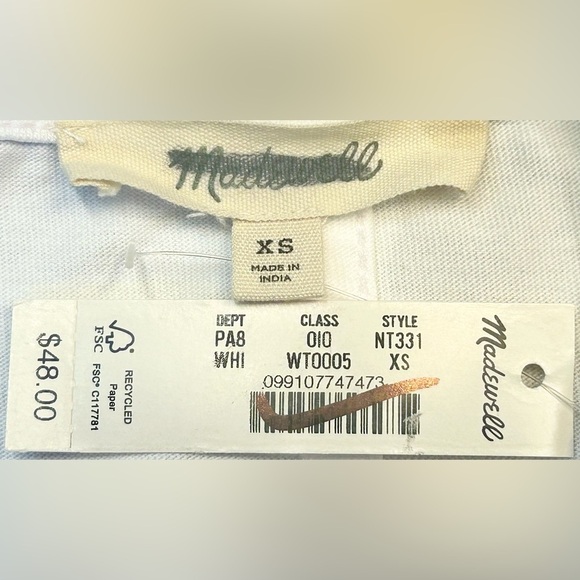 Madewell
XS
MADE IN
INDIA
$48.00
FSC
FSC® C117781
RECYCLED
Paper
DEPT CLASS STYLE
PA8 010 NT331
WHI WT0005 XS
099107747473
Madewell